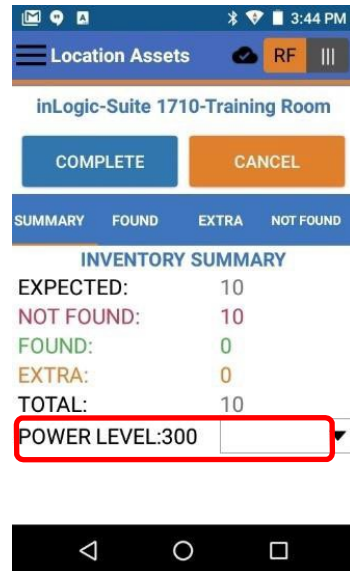 3:44 PM
Location Assets RF
inLogic-Suite 1710-Training Room
COMPLETE CANCEL
SUMMARY FOUND EXTRA NOT FOUND
INVENTORY SUMMARY
EXPECTED: 10
NOT FOUND: 10
FOUND: 0
EXTRA: 0
TOTAL: 10
POWER LEVEL:300